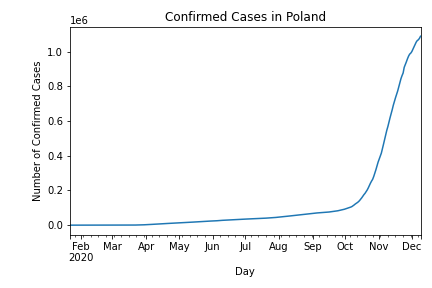 Confirmed Cases in Poland
1e6
Number of Confirmed Cases
1.0
0.8
0.6
0.4
0.2
0.0
Feb Mar Apr May Jun Jul Aug Sep Oct Nov Dec
2020
Day